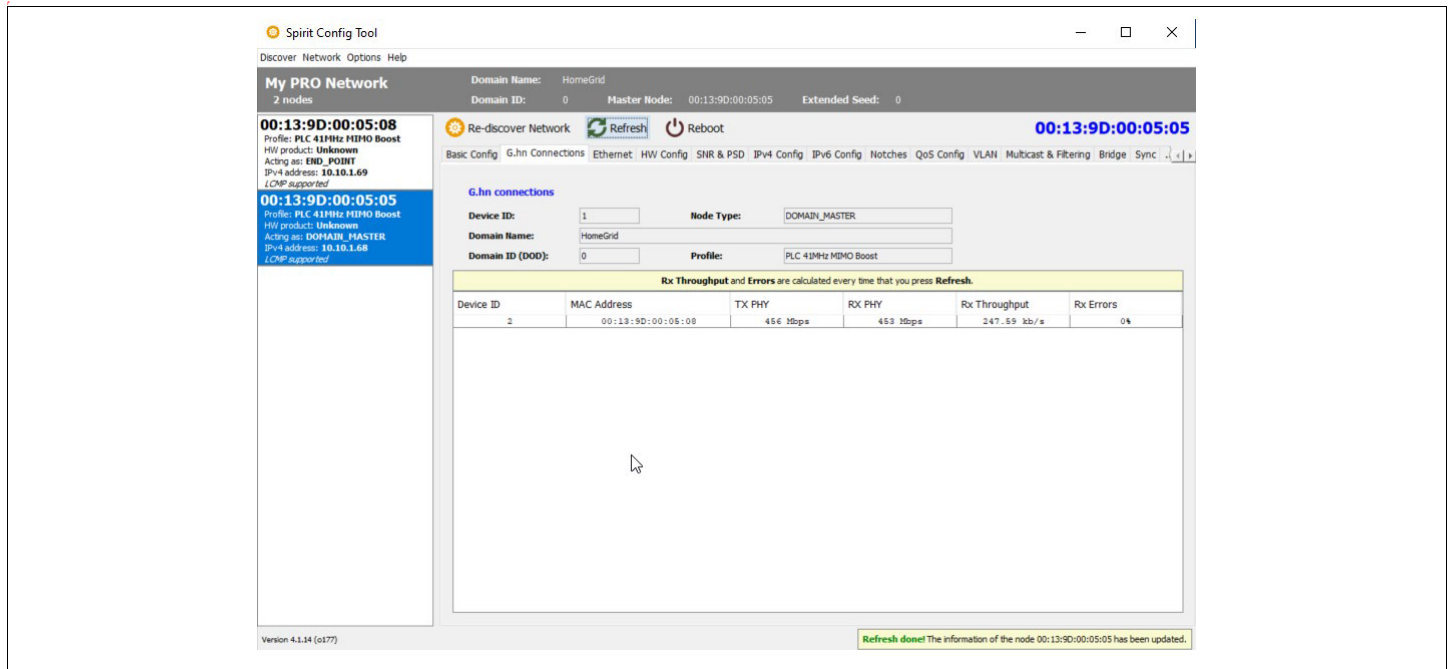 Spirit Config Tool
Discover Network Options Help
My PRO Network
2 nodes
Domain Name: HomeGrid
Domain ID: 0 Master Node: 00:13:9D:00:05:05 Extended Seed: 0
00:13:9D:00:05:08
Profile: PLC 41MHz MIMO Boost
HW product: Unknown
Acting as: END_POINT
IPv4 address: 10.10.1.69
LCMP supported
00:13:9D:00:05:05
Profile: PLC 41MHz MIMO Boost
HW product: Unknown
Acting as: DOMAIN_MASTER
IPv4 address: 10.10.1.68
LCMP supported
Re-discover Network Refresh Reboot 00:13:9D:00:05:05
Basic Config G.hn Connections Ethernet HW Config SNR & PSD IPv4 Config IPv6 Config Notches QoS Config VLAN Multicast & Filtering Bridge Sync ..
G.hn connections
Device ID: 1 Node Type: DOMAIN_MASTER
Domain Name: HomeGrid
Domain ID (DOD): 0 Profile: PLC 41MHz MIMO Boost
Rx Throughput and Errors are calculated every time that you press Refresh.
Device ID MAC Address TX PHY RX PHY Rx Throughput Rx Errors
2 00:13:9D:00:05:08 456 Mbps 453 Mbps 247.59 kb/s 0%
Version 4.1.14 (o177) Refresh done! The information of the node 00:13:9D:00:05:05 has been updated.